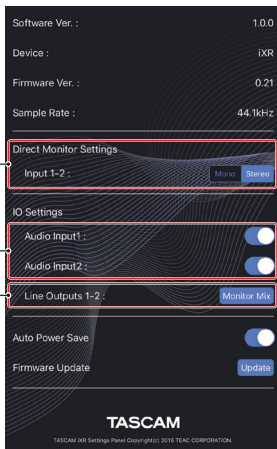 Software Ver. : 1.0.0
Device : iXR
Firmware Ver. : 0.21
Sample Rate : 44.1kHz
Direct Monitor Settings
Input 1-2 : Mono Stereo
IO Settings
Audio Input1 :
Audio Input2 :
Line Outputs 1-2 : Monitor Mix
Auto Power Save
Firmware Update Update
TASCAM
TASCAM iXR Settings Panel Copyright(c) 2015 TEAC CORPORATION.